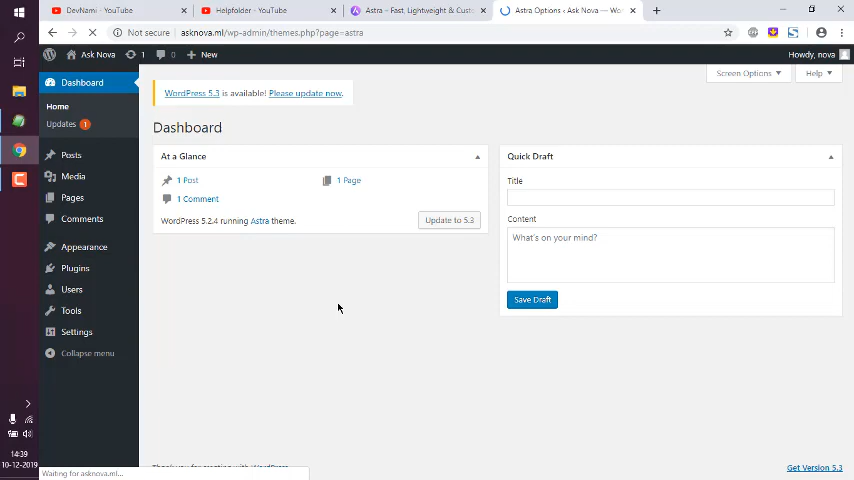 DevNami - YouTube
Helpfolder - YouTube
Astra – Fast, Lightweight & Custo
Astra Options ‹ Ask Nova — Wo
Not secure
asknova.ml/wp-admin/themes.php?page=astra
Ask Nova
1
0
New
Howdy, nova
Dashboard
Home
Updates 1
Posts
Media
Pages
Comments
Appearance
Plugins
Users
Tools
Settings
Collapse menu
Screen Options
Help
WordPress 5.3 is available! Please update now.
Dashboard
At a Glance
1 Post
1 Page
1 Comment
WordPress 5.2.4 running Astra theme.
Update to 5.3
Quick Draft
Title
Content
What's on your mind?
Save Draft
Get Version 5.3
Waiting for asknova.ml...
14:39
10-12-2019